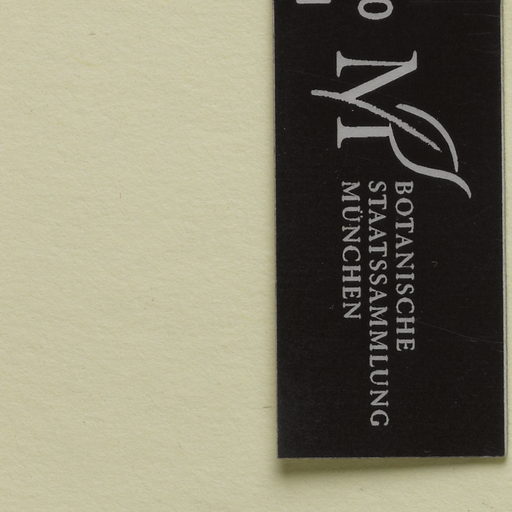 M
BOTANISCHE
STAATSSAMMLUNG
MÜNCHEN